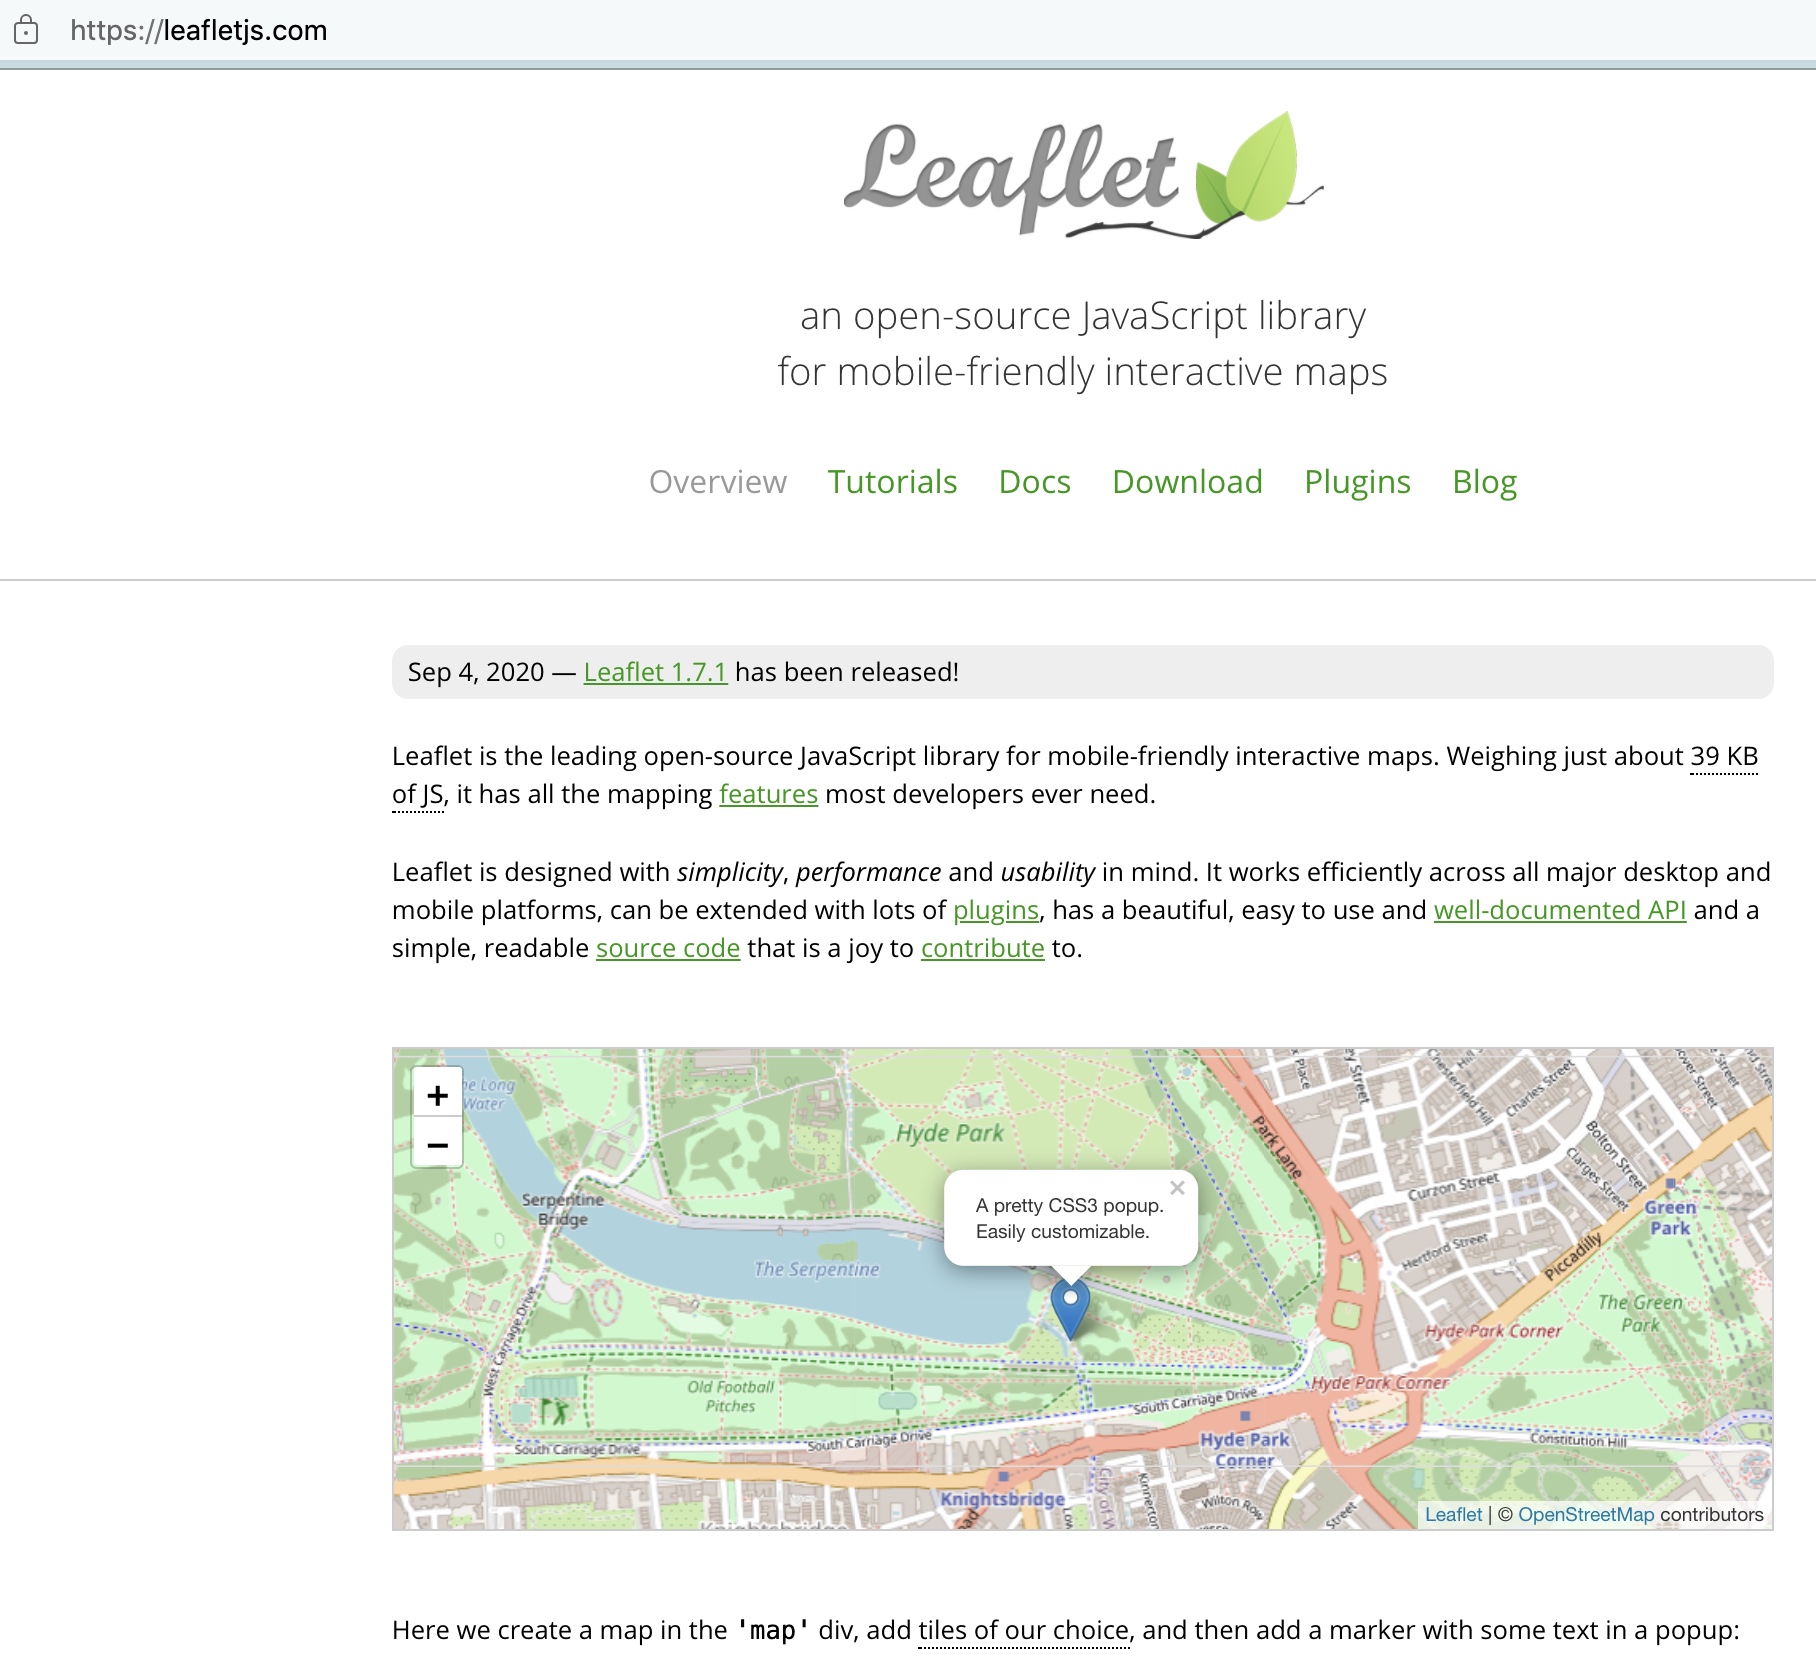 https://leafletjs.com
Leaflet
an open-source JavaScript library
for mobile-friendly interactive maps
Overview Tutorials Docs Download Plugins Blog
Sep 4, 2020 — Leaflet 1.7.1 has been released!
Leaflet is the leading open-source JavaScript library for mobile-friendly interactive maps. Weighing just about 39 KB
of JS, it has all the mapping features most developers ever need.
Leaflet is designed with simplicity, performance and usability in mind. It works efficiently across all major desktop and
mobile platforms, can be extended with lots of plugins, has a beautiful, easy to use and well-documented API and a
simple, readable source code that is a joy to contribute to.
+
−
Long
Water
Hyde Park
Park Lane
Place
Street
Chesterfield Hill
Hill
Charles Street
Street
Street
Bolton Street
Clarges Street
Curzon Street
Hertford Street
Piccadilly
Green
Park
Serpentine
Bridge
A pretty CSS3 popup.
Easily customizable.
×
The Serpentine
The Green
Park
Hyde Park Corner
Hyde Park Corner
West Carriage Drive
Old Football
Pitches
South Carriage Drive
South Carriage Drive
South Carriage Drive
Hyde Park
Corner
Constitution Hill
Knightsbridge
Knightsbridge
Kinnerton
Wilton Row
Street
Leaflet | © OpenStreetMap contributors
Here we create a map in the 'map' div, add tiles of our choice, and then add a marker with some text in a popup: